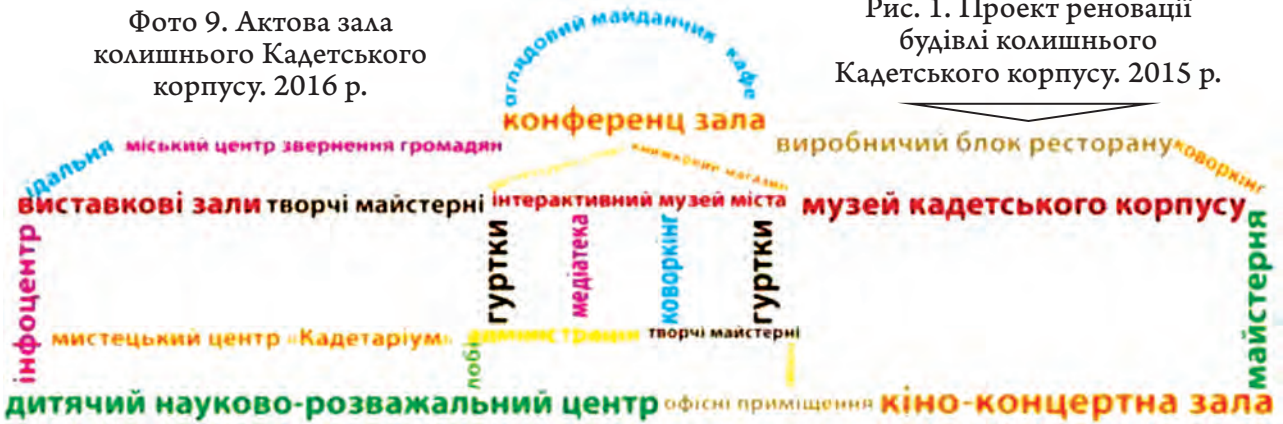 Фото 9. Актова зала
колишнього Кадетського
корпусу. 2016 р.
Рис. 1. Проект реновації
будівлі колишнього
Кадетського корпусу. 2015 р.
оглядовий майданчик кафе
конференц зала
їдальня
міський центр звернення громадян
книжковий магазин
виробничий блок ресторану
коворкінг
виставкові зали
творчі майстерні
інтерактивний музей міста
музей кадетського корпусу
інфоцентр
гуртки
медіатека
коворкінг
гуртки
майстерня
мистецький центр «Кадетаріум»
адміністрація
творчі майстерні
лобі
дитячий науково-розважальний центр
офісні приміщення
кіно-концертна зала